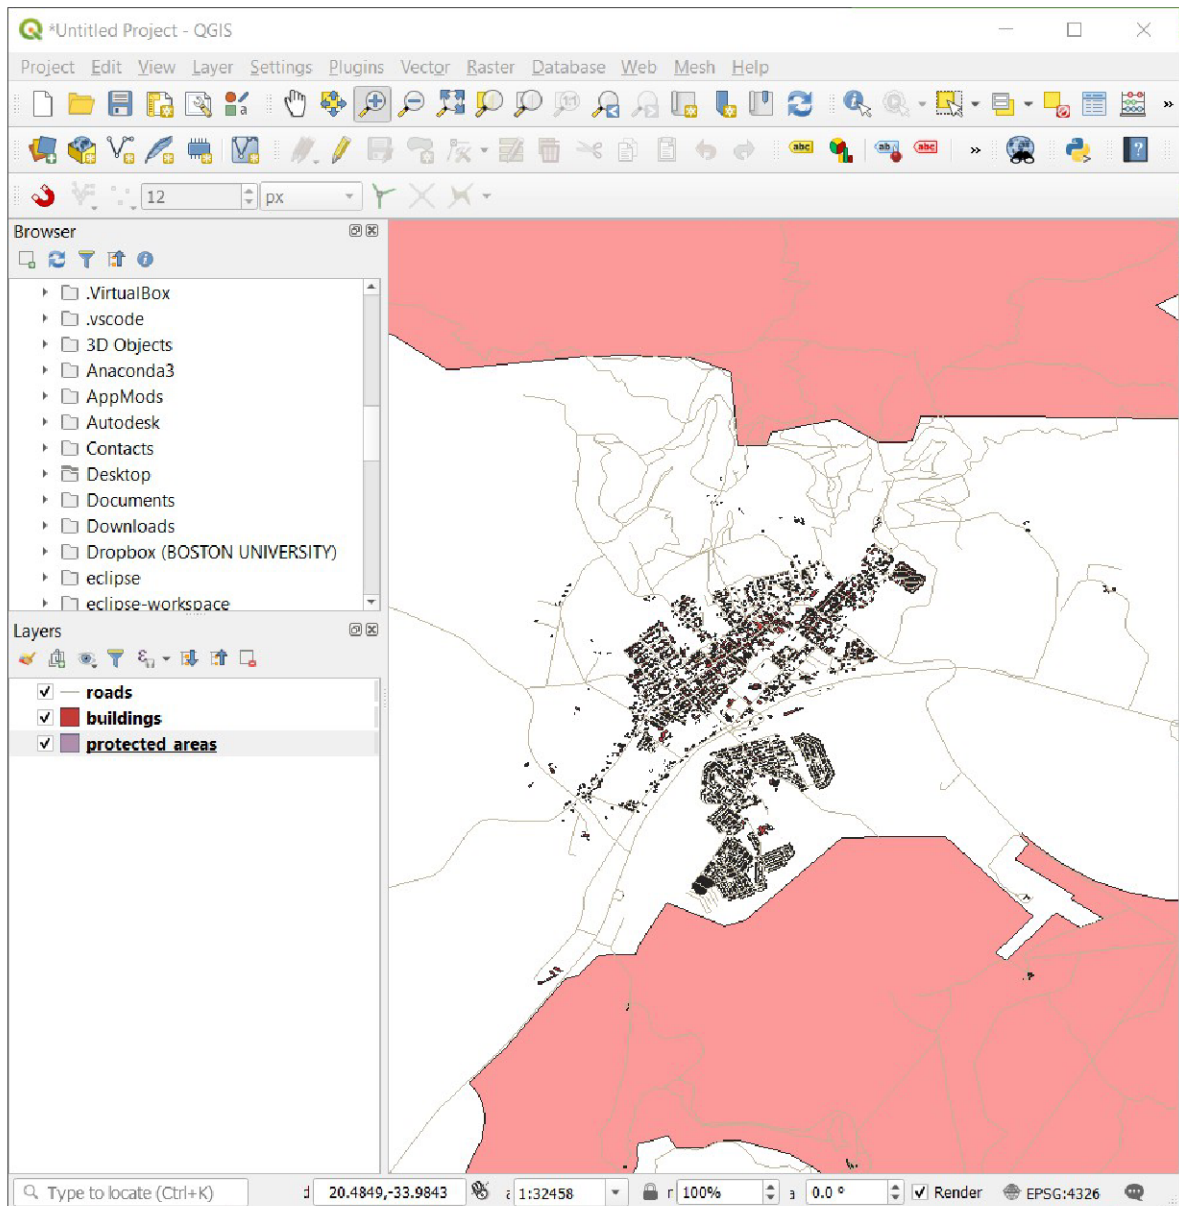 *Untitled Project - QGIS
Project Edit View Layer Settings Plugins Vector Raster Database Web Mesh Help
12 px
Browser
.VirtualBox
.vscode
3D Objects
Anaconda3
AppMods
Autodesk
Contacts
Desktop
Documents
Downloads
Dropbox (BOSTON UNIVERSITY)
eclipse
eclipse-workspace
Layers
roads
buildings
protected_areas
Type to locate (Ctrl+K) 20.4849,-33.9843 1:32458 100% 0.0 ° Render EPSG:4326